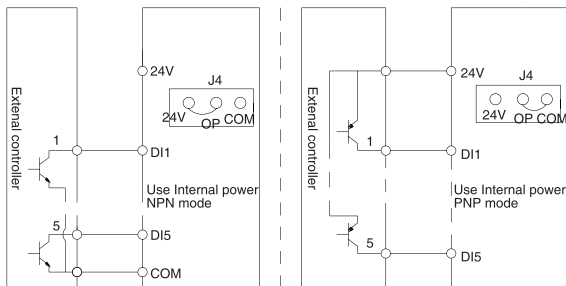 24V
J4
24V
OP
COM
Extenal controller
1
DI1
Use Internal power
NPN mode
5
DI5
COM
24V
J4
24V
OP
COM
Extenal controller
1
DI1
Use Internal power
PNP mode
5
DI5